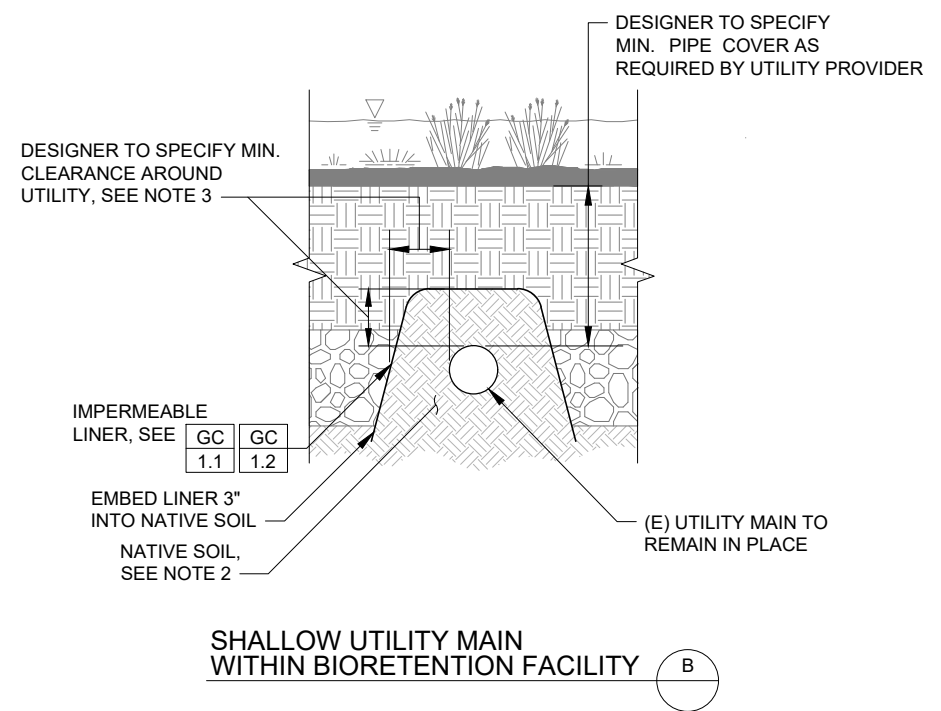 DESIGNER TO SPECIFY
MIN. PIPE COVER AS
REQUIRED BY UTILITY PROVIDER
DESIGNER TO SPECIFY MIN.
CLEARANCE AROUND
UTILITY, SEE NOTE 3
IMPERMEABLE
LINER, SEE
GC GC
1.1 1.2
EMBED LINER 3"
INTO NATIVE SOIL
NATIVE SOIL,
SEE NOTE 2
(E) UTILITY MAIN TO
REMAIN IN PLACE
SHALLOW UTILITY MAIN
WITHIN BIORETENTION FACILITY
B